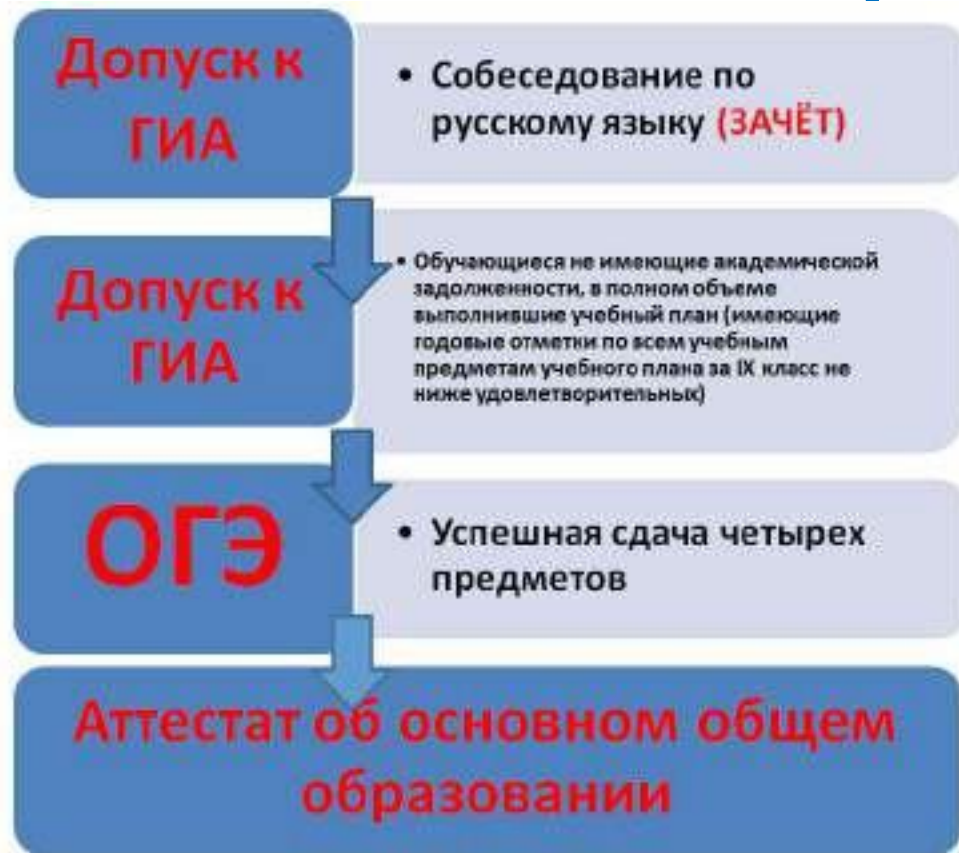 Допуск к
ГИА
• Собеседование по
русскому языку (ЗАЧЁТ)
Допуск к
ГИА
• Обучающиеся не имеющие академической
задолженности, в полном объеме
выполнившие учебный план (имеющие
годовые отметки по всем учебным
предметам учебного плана за IX класс не
ниже удовлетворительных)
ОГЭ
• Успешная сдача четырех
предметов
Аттестат об основном общем
образовании